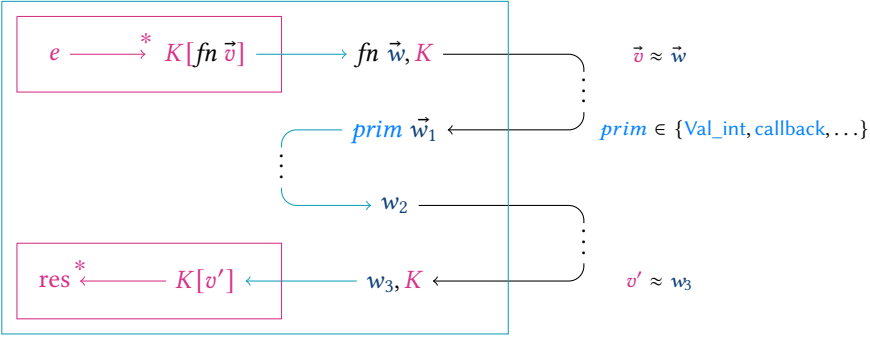 e ⟶* K[fn v⃗] ⟶ fn w⃗, K v⃗ ≈ w⃗
prim w⃗₁ prim ∈ {Val_int, callback, …}
w₂
res *⟵ K[v′] ⟵ w₃, K v′ ≈ w₃